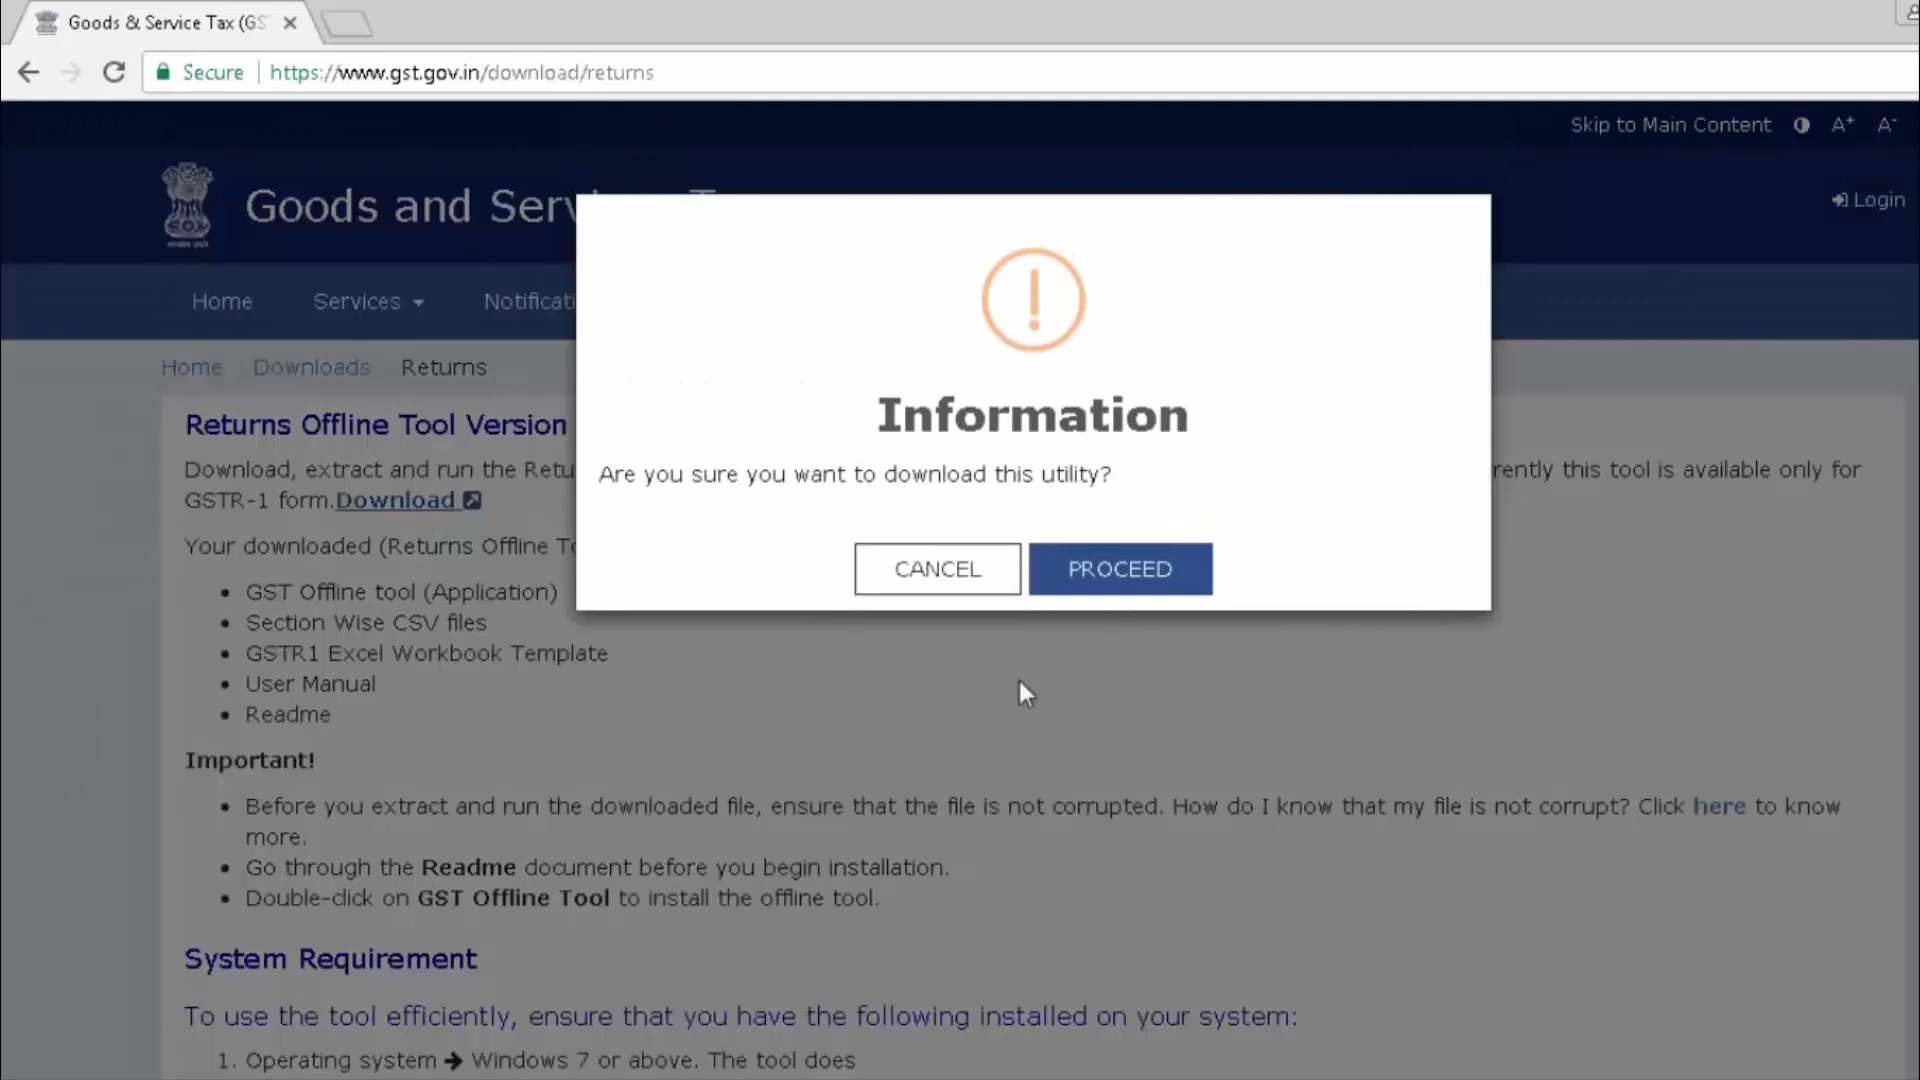 Goods & Service Tax (GS
Secure https://www.gst.gov.in/download/returns
Skip to Main Content A+ A-
Goods and Serv
Login
Home Services Notificati
Home Downloads Returns
Returns Offline Tool Version
Download, extract and run the Retu rently this tool is available only for
GSTR-1 form.Download
Your downloaded (Returns Offline To
• GST Offline tool (Application)
• Section Wise CSV files
• GSTR1 Excel Workbook Template
• User Manual
• Readme
Information
Are you sure you want to download this utility?
CANCEL PROCEED
Important!
• Before you extract and run the downloaded file, ensure that the file is not corrupted. How do I know that my file is not corrupt? Click here to know
more.
• Go through the Readme document before you begin installation.
• Double-click on GST Offline Tool to install the offline tool.
System Requirement
To use the tool efficiently, ensure that you have the following installed on your system:
1. Operating system → Windows 7 or above. The tool does